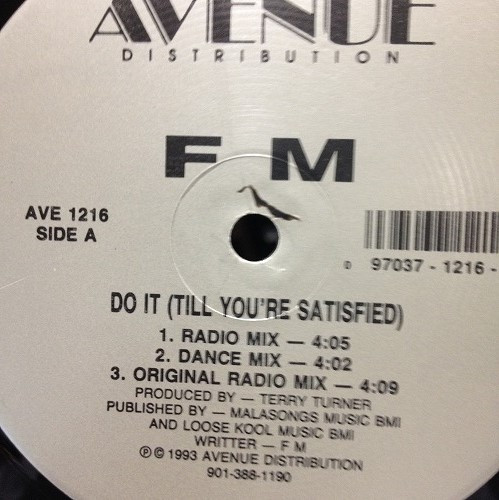 AVENUE
DISTRIBUTION
F M
AVE 1216
SIDE A
0 97037 - 1216 -
DO IT (TILL YOU'RE SATISFIED)
1. RADIO MIX — 4:05
2. DANCE MIX — 4:02
3. ORIGINAL RADIO MIX — 4:09
PRODUCED BY — TERRY TURNER
PUBLISHED BY — MALASONGS MUSIC BMI
AND LOOSE KOOL MUSIC BMI
WRITTER — F M
℗ © 1993 AVENUE DISTRIBUTION
901-388-1190